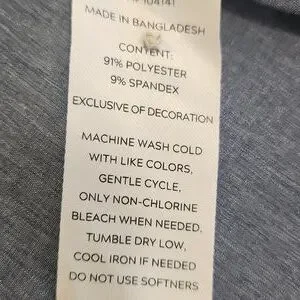 MADE IN BANGLADESH
CONTENT:
91% POLYESTER
9% SPANDEX
EXCLUSIVE OF DECORATION
MACHINE WASH COLD
WITH LIKE COLORS,
GENTLE CYCLE,
ONLY NON-CHLORINE
BLEACH WHEN NEEDED.
TUMBLE DRY LOW,
COOL IRON IF NEEDED
DO NOT USE SOFTNERS